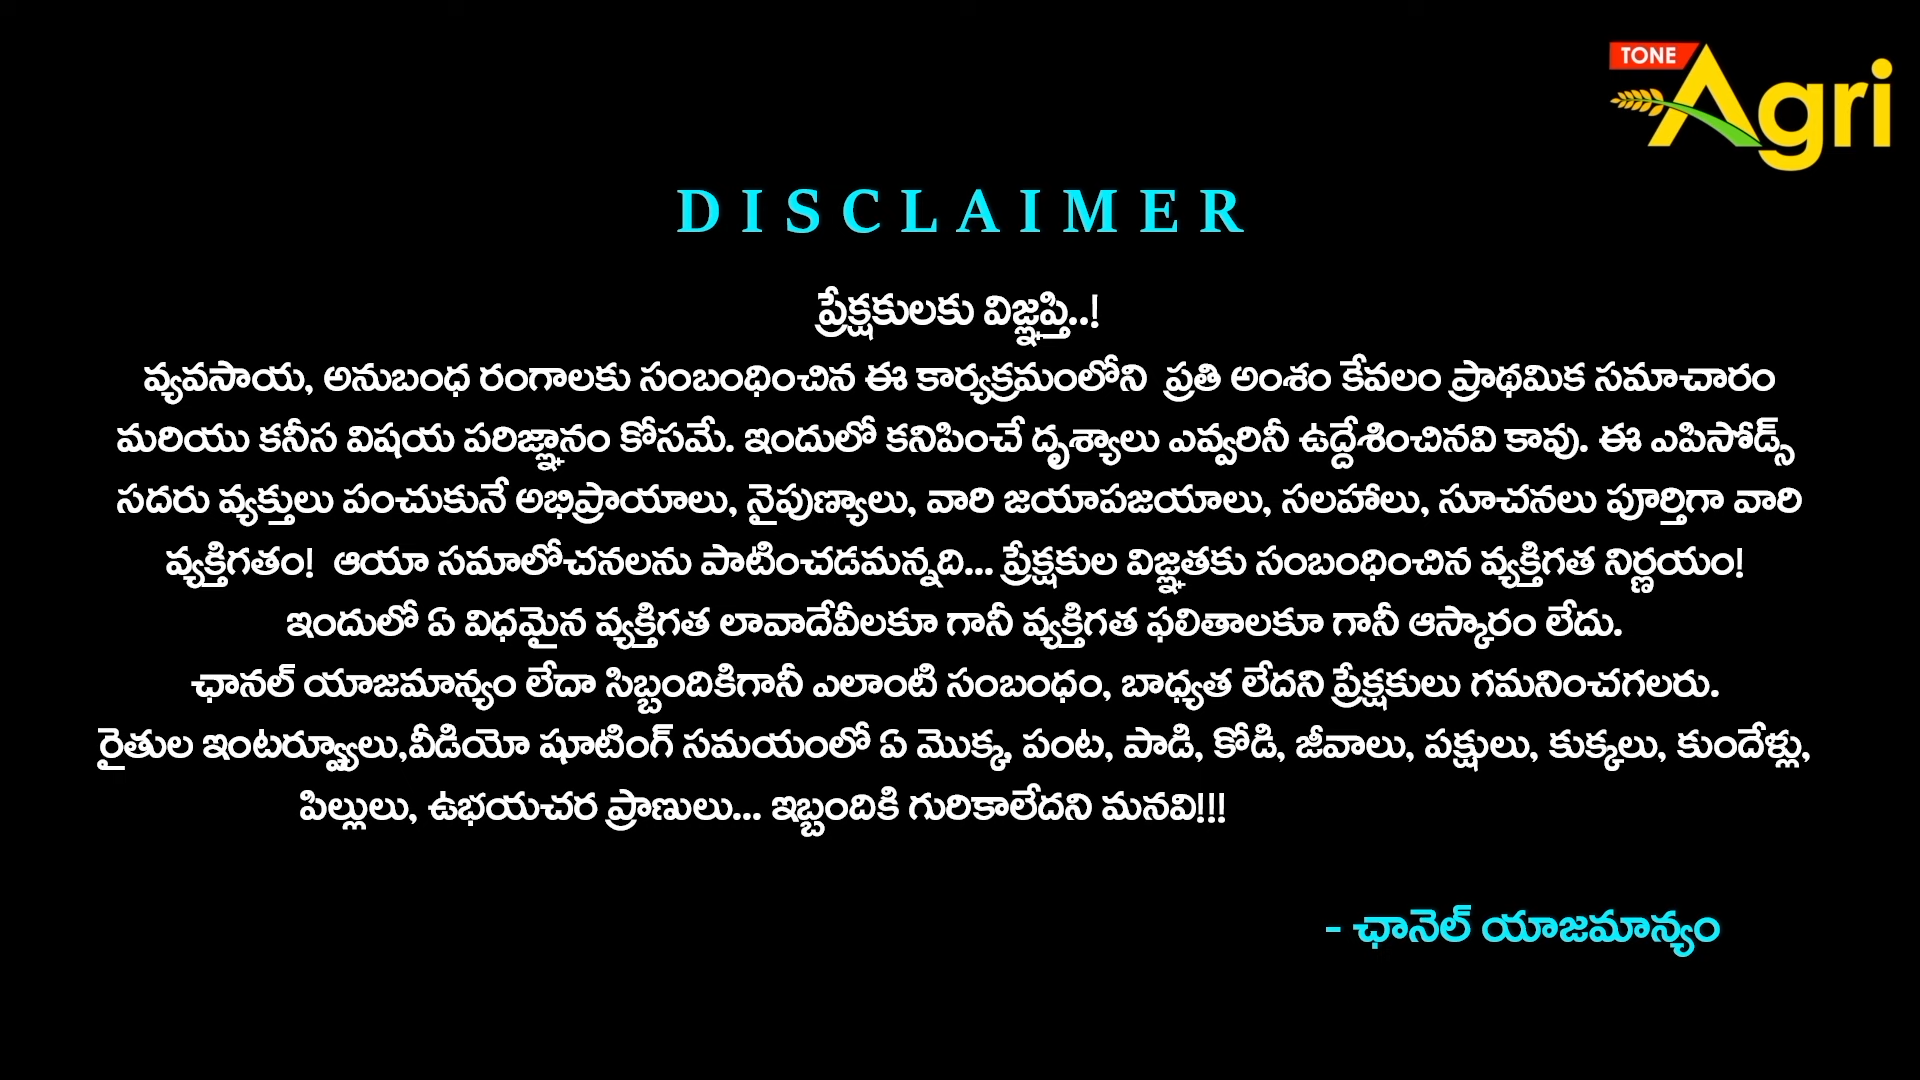 TONE
Agri
DISCLAIMER
ప్రేక్షకులకు విజ్ఞప్తి..!
వ్యవసాయ, అనుబంధ రంగాలకు సంబంధించిన ఈ కార్యక్రమంలోని ప్రతి అంశం కేవలం ప్రాథమిక సమాచారం
మరియు కనీస విషయ పరిజ్ఞానం కోసమే. ఇందులో కనిపించే దృశ్యాలు ఎవ్వరినీ ఉద్దేశించినవి కావు. ఈ ఎపిసోడ్స్
సదరు వ్యక్తులు పంచుకునే అభిప్రాయాలు, నైపుణ్యాలు, వారి జయాపజయాలు, సలహాలు, సూచనలు పూర్తిగా వారి
వ్యక్తిగతం! ఆయా సమాలోచనలను పాటించడమన్నది... ప్రేక్షకుల విజ్ఞతకు సంబంధించిన వ్యక్తిగత నిర్ణయం!
ఇందులో ఏ విధమైన వ్యక్తిగత లావాదేవీలకూ గానీ వ్యక్తిగత ఫలితాలకూ గానీ ఆస్కారం లేదు.
ఛానల్ యాజమాన్యం లేదా సిబ్బందికిగానీ ఎలాంటి సంబంధం, బాధ్యత లేదని ప్రేక్షకులు గమనించగలరు.
రైతుల ఇంటర్వ్యూలు,వీడియో షూటింగ్ సమయంలో ఏ మొక్క, పంట, పాడి, కోడి, జీవాలు, పక్షులు, కుక్కలు, కుందేళ్లు,
పిల్లులు, ఉభయచర ప్రాణులు... ఇబ్బందికి గురికాలేదని మనవి!!!
- ఛానెల్ యాజమాన్యం